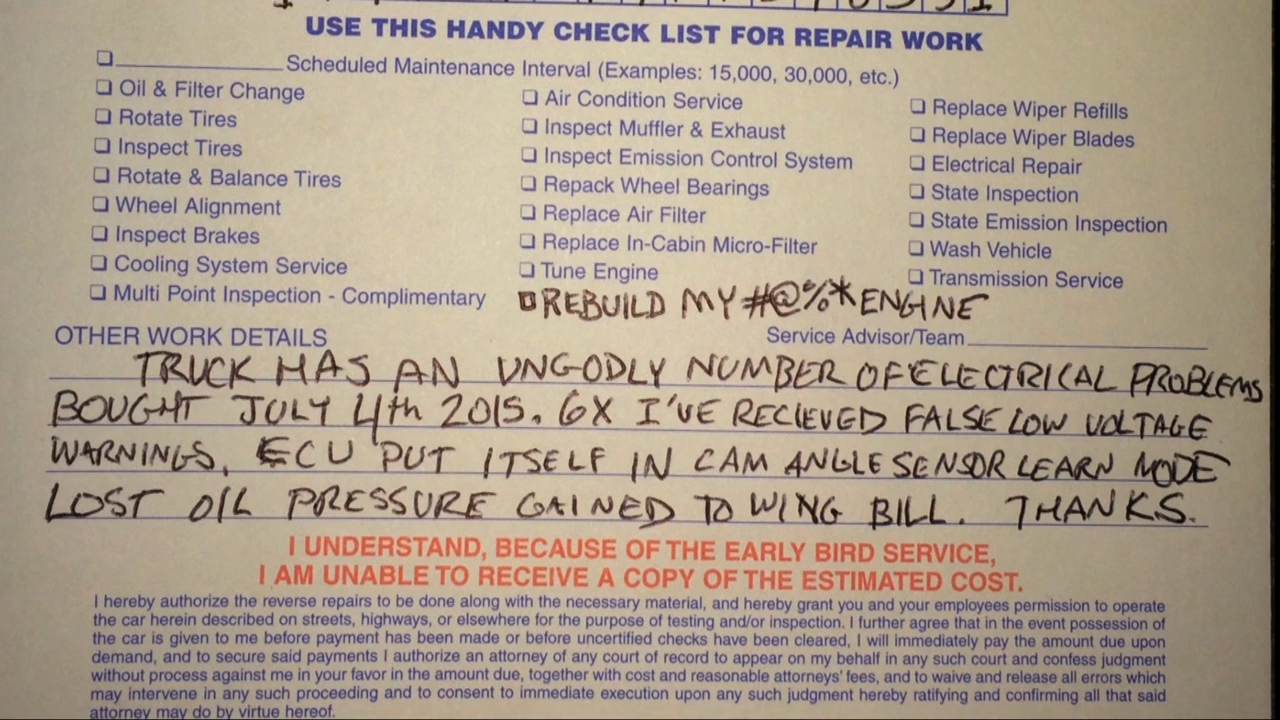 USE THIS HANDY CHECK LIST FOR REPAIR WORK
❏ ____________ Scheduled Maintenance Interval (Examples: 15,000, 30,000, etc.)
❏ Oil & Filter Change
❏ Rotate Tires
❏ Inspect Tires
❏ Rotate & Balance Tires
❏ Wheel Alignment
❏ Inspect Brakes
❏ Cooling System Service
❏ Multi Point Inspection - Complimentary
❏ Air Condition Service
❏ Inspect Muffler & Exhaust
❏ Inspect Emission Control System
❏ Repack Wheel Bearings
❏ Replace Air Filter
❏ Replace In-Cabin Micro-Filter
❏ Tune Engine
❏ REBUILD MY #@%* ENGINE
❏ Replace Wiper Refills
❏ Replace Wiper Blades
❏ Electrical Repair
❏ State Inspection
❏ State Emission Inspection
❏ Wash Vehicle
❏ Transmission Service
OTHER WORK DETAILS
Service Advisor/Team
TRUCK HAS AN UNGODLY NUMBER OF ELECTRICAL PROBLEMS
BOUGHT JULY 4th 2015. 6X I'VE RECIEVED FALSE LOW VOLTAGE
WARNINGS, ECU PUT ITSELF IN CAM ANGLE SENSOR LEARN MODE
LOST OIL PRESSURE GAINED TO WING BILL. THANKS.
I UNDERSTAND, BECAUSE OF THE EARLY BIRD SERVICE,
I AM UNABLE TO RECEIVE A COPY OF THE ESTIMATED COST.
I hereby authorize the reverse repairs to be done along with the necessary material, and hereby grant you and your employees permission to operate
the car herein described on streets, highways, or elsewhere for the purpose of testing and/or inspection. I further agree that in the event possession of
the car is given to me before payment has been made or before uncertified checks have been cleared, I will immediately pay the amount due upon
demand, and to secure said payments I authorize an attorney of any court of record to appear on my behalf in any such court and confess judgment
without process against me in your favor in the amount due, together with cost and reasonable attorneys' fees, and to waive and release all errors which
may intervene in any such proceeding and to consent to immediate execution upon any such judgment hereby ratifying and confirming all that said
attorney may do by virtue hereof.